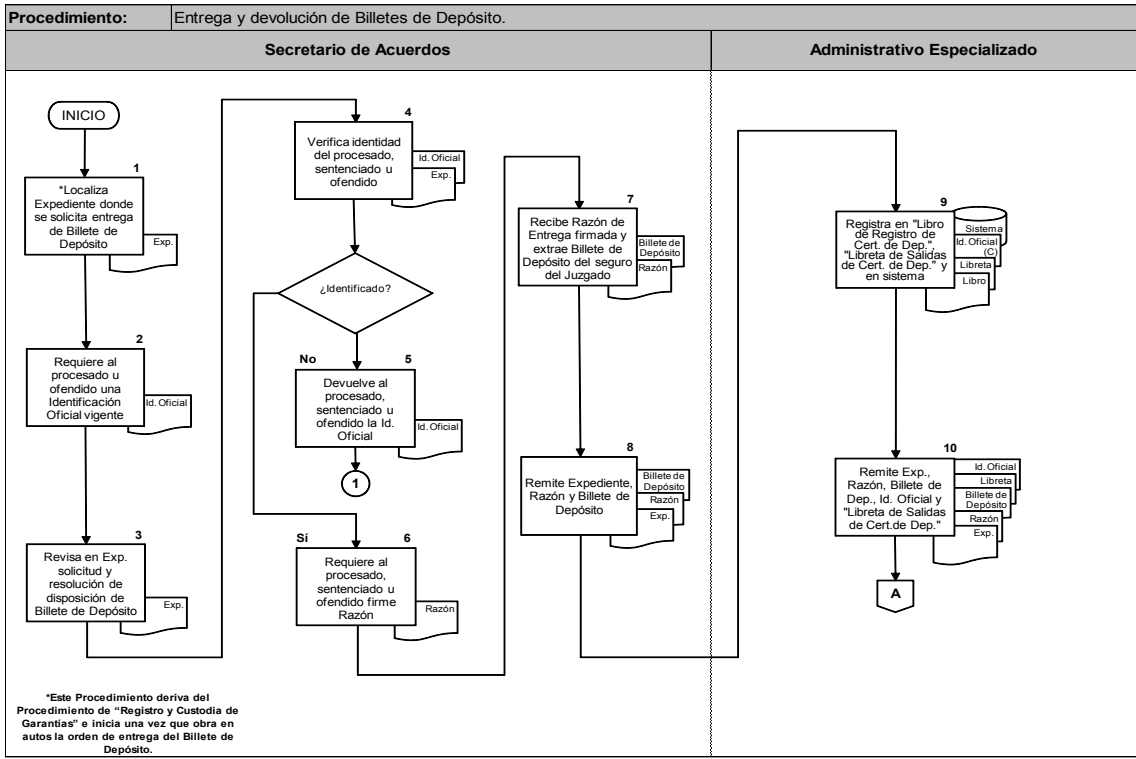 Procedimiento: Entrega y devolución de Billetes de Depósito.
Secretario de Acuerdos
Administrativo Especializado
INICIO
1
*Localiza
Expediente donde
se solicita entrega
de Billete de
Depósito
Exp.
2
Requiere al
procesado u
ofendido una
Identificación
Oficial vigente
Id. Oficial
3
Revisa en Exp.
solicitud y
resolución de
disposición de
Billete de Depósito
Exp.
*Este Procedimiento deriva del
Procedimiento de “Registro y Custodia de
Garantías” e inicia una vez que obra en
autos la orden de entrega del Billete de
Depósito.
4
Verifica identidad
del procesado,
sentenciado u
ofendido
Id. Oficial
Exp.
¿Identificado?
No
5
Devuelve al
procesado,
sentenciado u
ofendido la Id.
Oficial
Id. Oficial
1
Sí
6
Requiere al
procesado,
sentenciado u
ofendido firme
Razón
Razón
7
Recibe Razón de
Entrega firmada y
extrae Billete de
Depósito del seguro
del Juzgado
Billete de
Depósito
Razón
8
Remite Expediente,
Razón y Billete de
Depósito
Billete de
Depósito
Razón
Exp.
9
Registra en "Libro
de Registro de
Cert. de Dep.",
"Libreta de Salidas
de Cert. de Dep." y
en sistema
Sistema
Id. Oficial
(C)
Libreta
Libro
10
Remite Exp.,
Razón, Billete de
Dep., Id. Oficial y
"Libreta de Salidas
de Cert.de Dep."
Id. Oficial
Libreta
Billete de
Depósito
Razón
Exp.
A